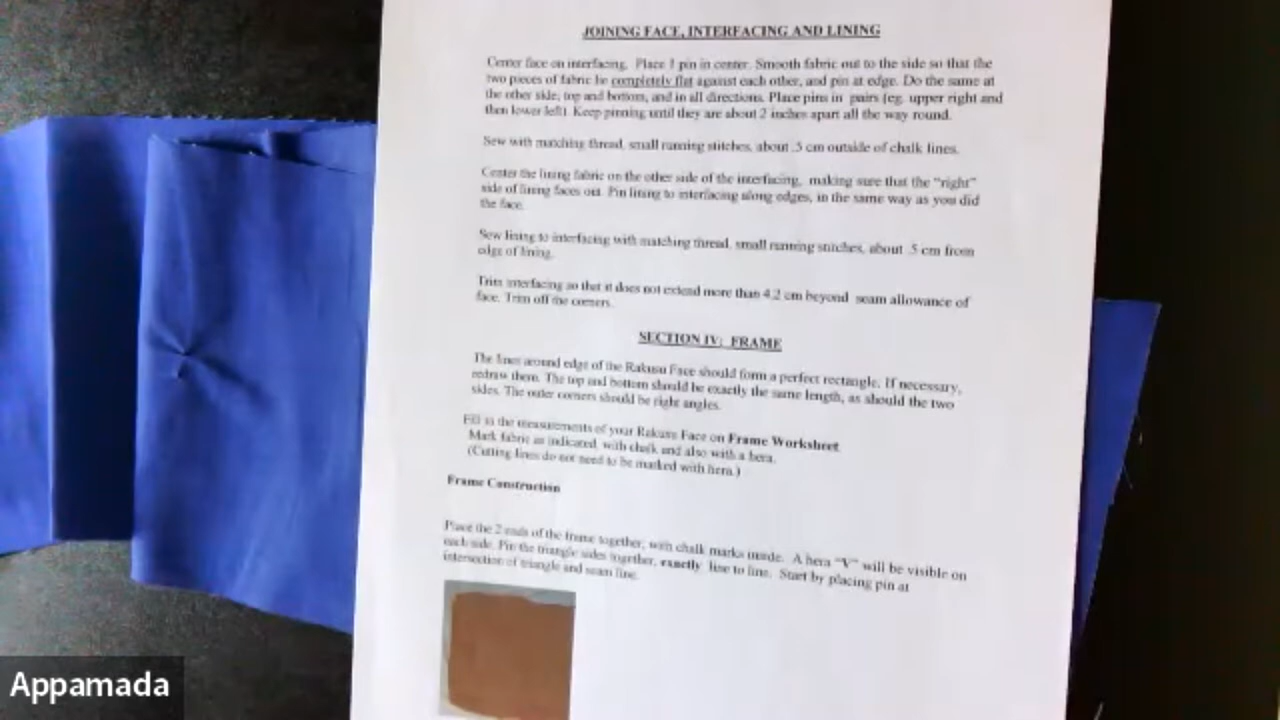 JOINING FACE, INTERFACING AND LINING
Center face on interfacing. Place 1 pin in center. Smooth fabric out to the side so that the
two pieces of fabric lie completely flat against each other, and pin at edge. Do the same at
the other side, top and bottom, and in all directions. Place pins in pairs (eg. upper right and
then lower left). Keep pinning until they are about 2 inches apart all the way round.
Sew with matching thread, small running stitches, about .5 cm outside of chalk lines.
Center the lining fabric on the other side of the interfacing, making sure that the "right"
side of lining faces out. Pin lining to interfacing along edges, in the same way as you did
the face.
Sew lining to interfacing with matching thread, small running stitches, about .5 cm from
edge of lining.
Trim interfacing so that it does not extend more than 4.2 cm beyond seam allowance of
face. Trim off the corners.
SECTION IV: FRAME
The lines around edge of the Rakusu Face should form a perfect rectangle. If necessary,
redraw them. The top and bottom should be exactly the same length, as should the two
sides. The outer corners should be right angles.
Fill in the measurements of your Rakusu Face on Frame Worksheet.
Mark fabric as indicated, with chalk and also with a hera.
(Cutting lines do not need to be marked with hera.)
Frame Construction
Place the 2 ends of the frame together, with chalk marks inside. A hera "V" will be visible on
each side. Pin the triangle sides together, exactly line to line. Start by placing pin at
intersection of triangle and seam line.
Appamada